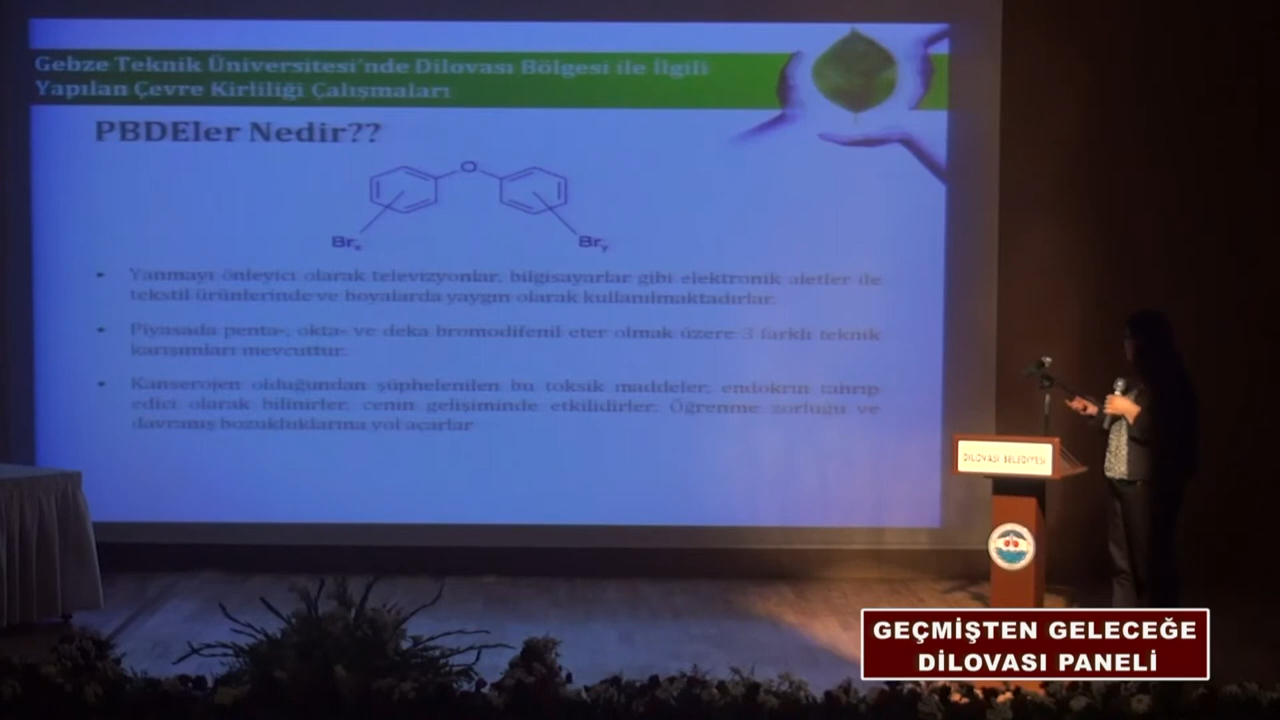 Gebze Teknik Üniversitesi'nde Dilovası Bölgesi ile İlgili
Yapılan Çevre Kirliliği Çalışmaları
PBDEler Nedir??
O
Brx
Bry
• Yanmayı önleyici olarak televizyonlar, bilgisayarlar gibi elektronik aletler ile
tekstil ürünlerinde ve boyalarda yaygın olarak kullanılmaktadırlar.
• Piyasada penta-, okta- ve deka bromodifenil eter olmak üzere 3 farklı teknik
karışımları mevcuttur.
• Kanserojen olduğundan şüphelenilen bu toksik maddeler; endokrin tahrip
edici olarak bilinirler, cenin gelişiminde etkilidirler. Öğrenme zorluğu ve
davranış bozukluklarına yol açarlar
DİLOVASI BELEDİYESİ
GEÇMİŞTEN GELECEĞE
DİLOVASI PANELİ